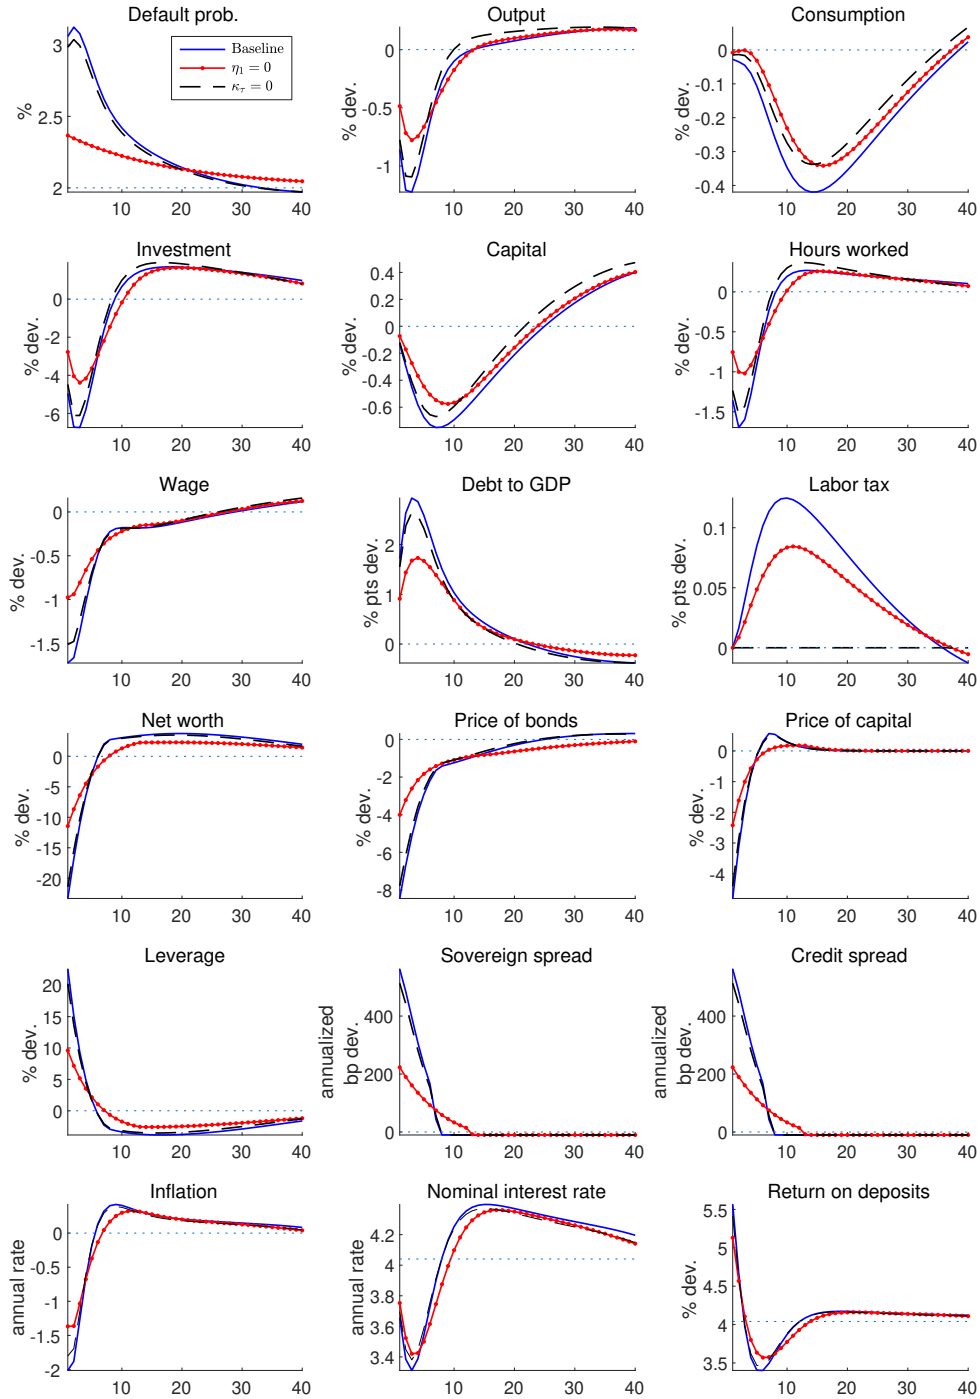 Default prob.
%
3
2.5
2
10 20 30 40
Baseline
η₁ = 0
κ_τ = 0
Output
% dev.
0
-0.5
-1
10 20 30 40
Consumption
% dev.
0
-0.1
-0.2
-0.3
-0.4
10 20 30 40
Investment
% dev.
0
-2
-4
-6
10 20 30 40
Capital
% dev.
0.4
0.2
0
-0.2
-0.4
-0.6
10 20 30 40
Hours worked
% dev.
0
-0.5
-1
-1.5
10 20 30 40
Wage
% dev.
0
-0.5
-1
-1.5
10 20 30 40
Debt to GDP
% pts dev.
2
1
0
10 20 30 40
Labor tax
% pts dev.
0.1
0.05
0
10 20 30 40
Net worth
% dev.
0
-5
-10
-15
-20
10 20 30 40
Price of bonds
% dev.
0
-2
-4
-6
-8
10 20 30 40
Price of capital
% dev.
0
-1
-2
-3
-4
10 20 30 40
Leverage
% dev.
20
15
10
5
0
10 20 30 40
Sovereign spread
annualized
bp dev.
400
200
0
10 20 30 40
Credit spread
annualized
bp dev.
400
200
0
10 20 30 40
Inflation
annual rate
0
-0.5
-1
-1.5
-2
10 20 30 40
Nominal interest rate
annual rate
4.2
4
3.8
3.6
3.4
10 20 30 40
Return on deposits
% dev.
5.5
5
4.5
4
3.5
10 20 30 40